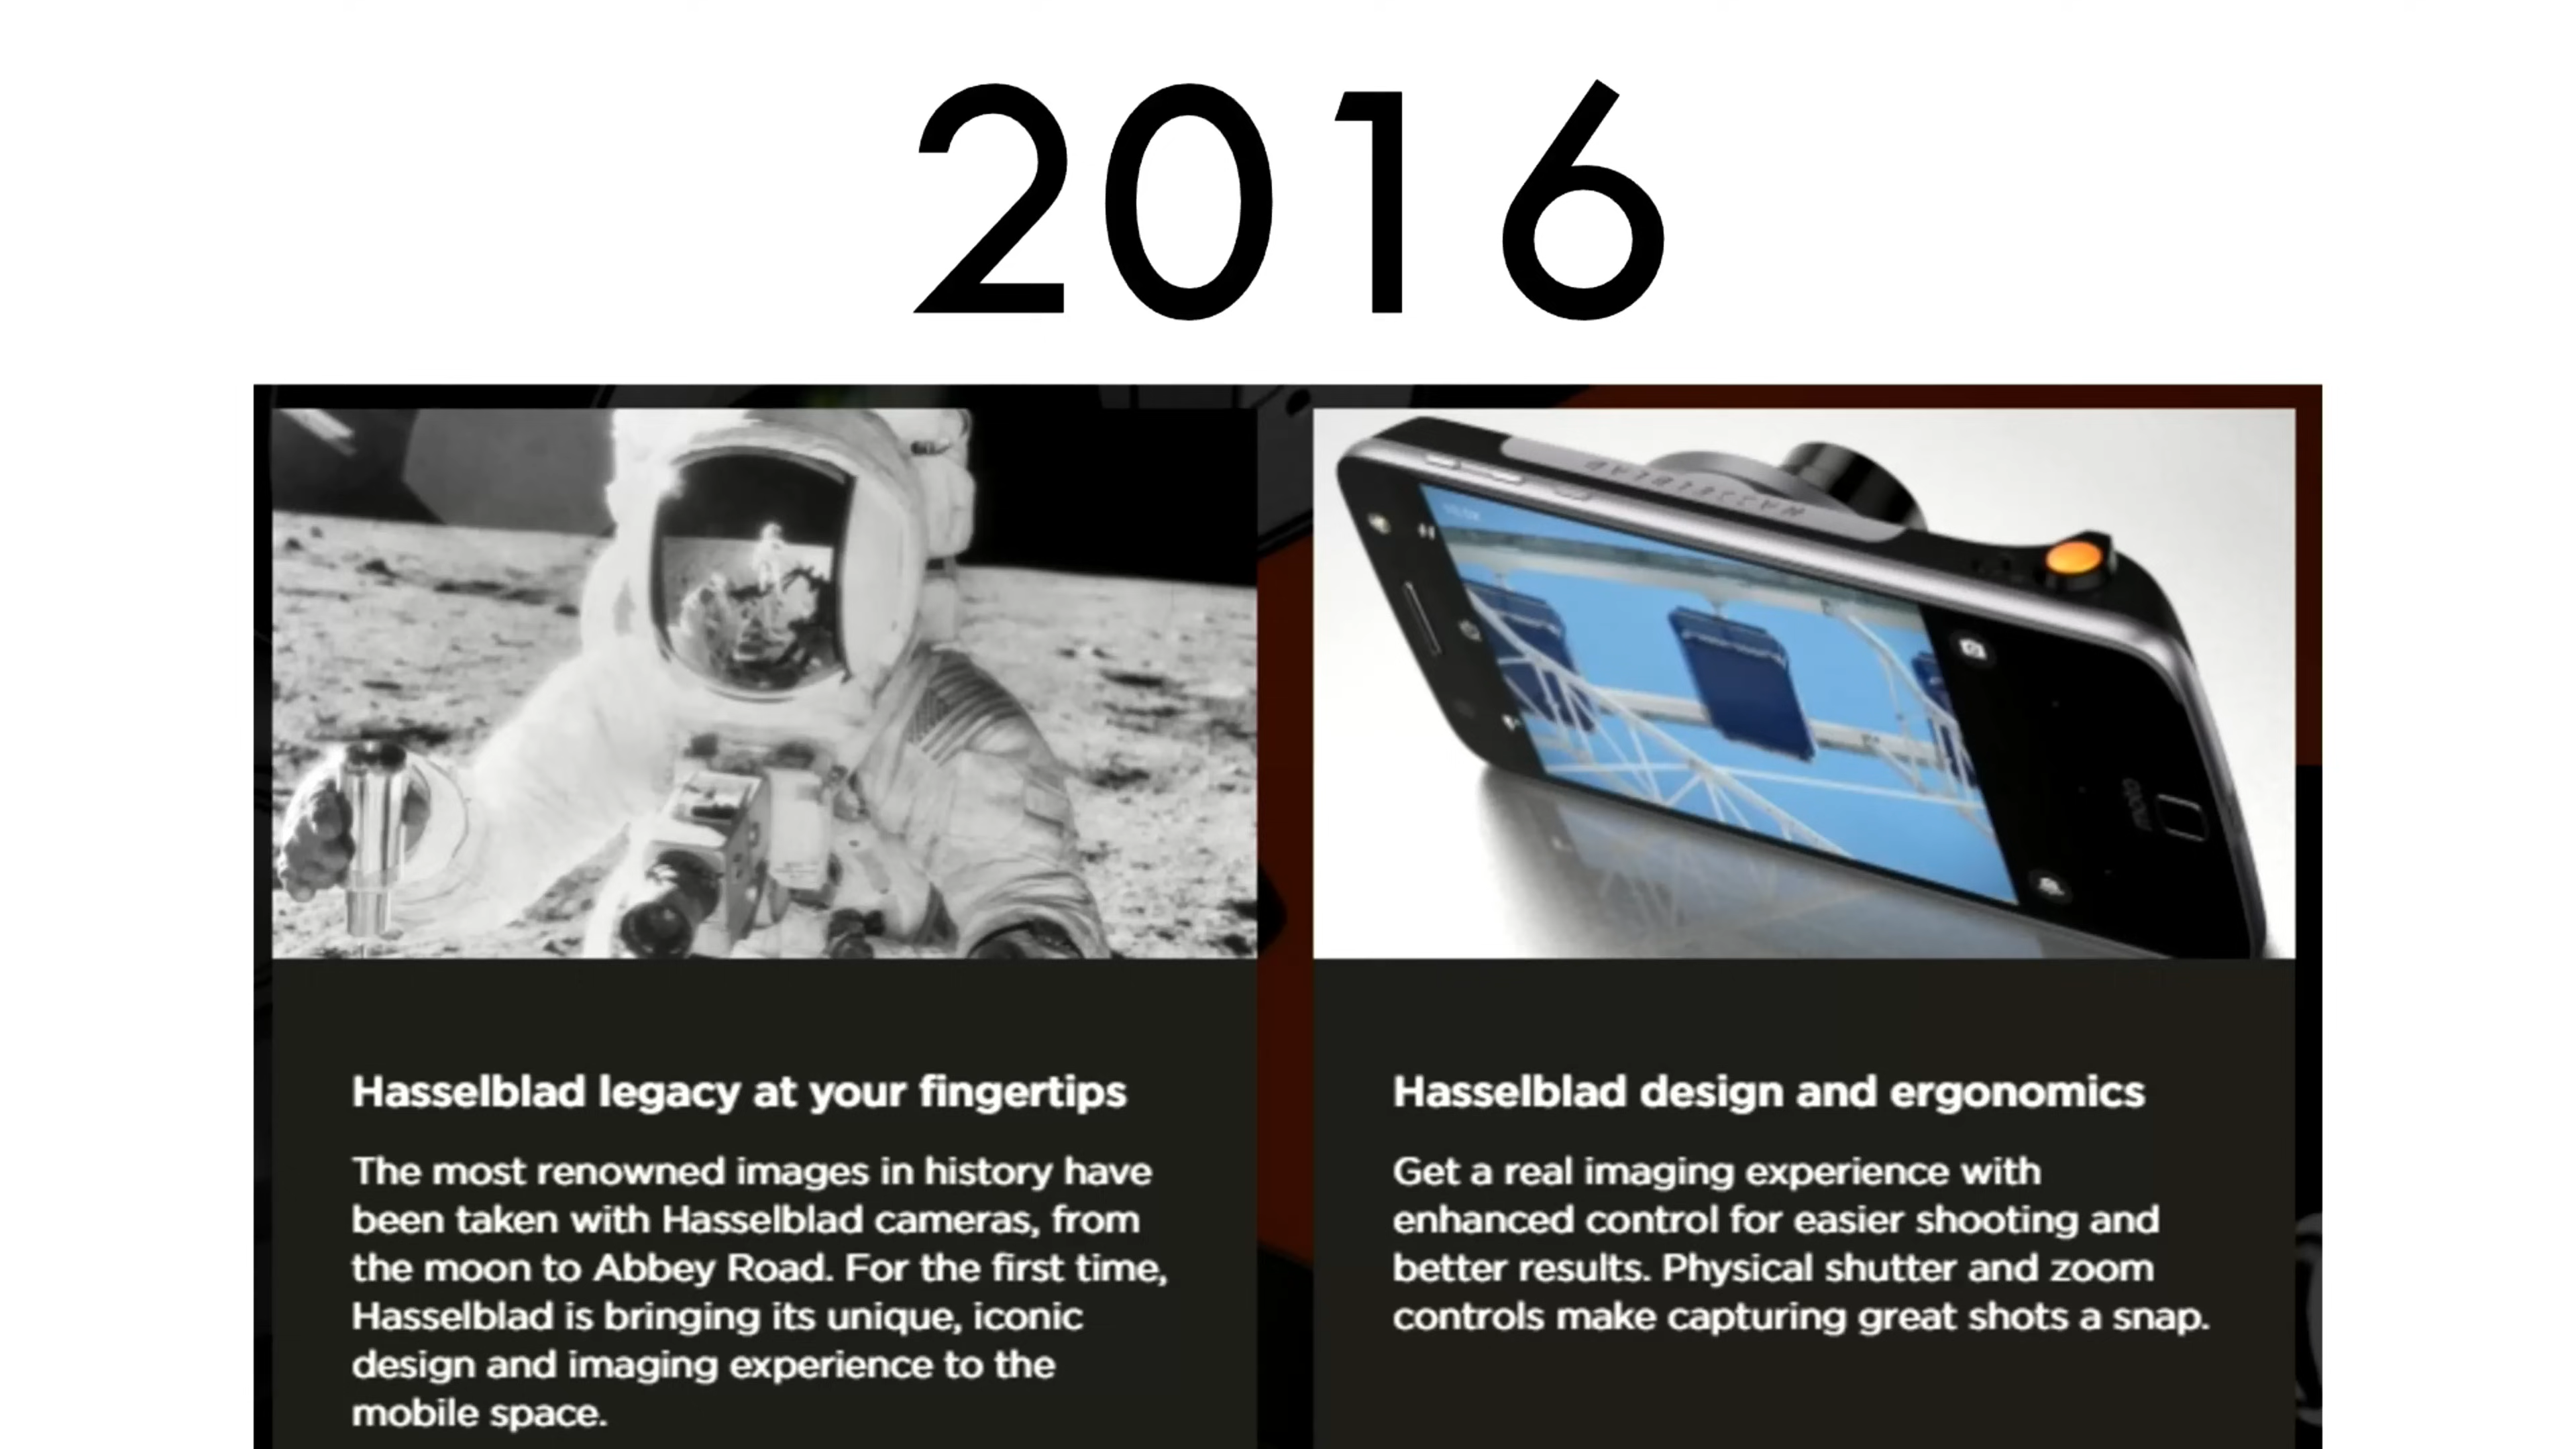 2016
HASSELBLAD
moto
Hasselblad legacy at your fingertips
The most renowned images in history have
been taken with Hasselblad cameras, from
the moon to Abbey Road. For the first time,
Hasselblad is bringing its unique, iconic
design and imaging experience to the
mobile space.
Hasselblad design and ergonomics
Get a real imaging experience with
enhanced control for easier shooting and
better results. Physical shutter and zoom
controls make capturing great shots a snap.